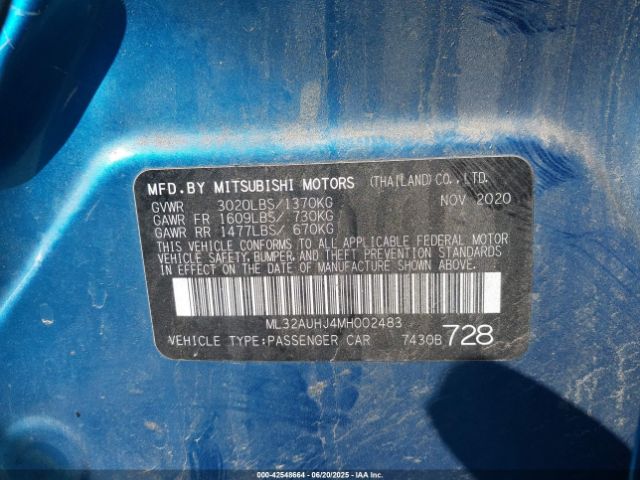 MFD.BY MITSUBISHI MOTORS (THAILAND) CO.,LTD.
GVWR 3020LBS/1370KG NOV 2020
GAWR FR 1609LBS/ 730KG
GAWR RR 1477LBS/ 670KG
THIS VEHICLE CONFORMS TO ALL APPLICABLE FEDERAL MOTOR
VEHICLE SAFETY, BUMPER, AND THEFT PREVENTION STANDARDS
IN EFFECT ON THE DATE OF MANUFACTURE SHOWN ABOVE.
ML32AUHJ4MH002483
VEHICLE TYPE:PASSENGER CAR 7430B 728
000-42548664 - 06/20/2025 - IAAI.COM